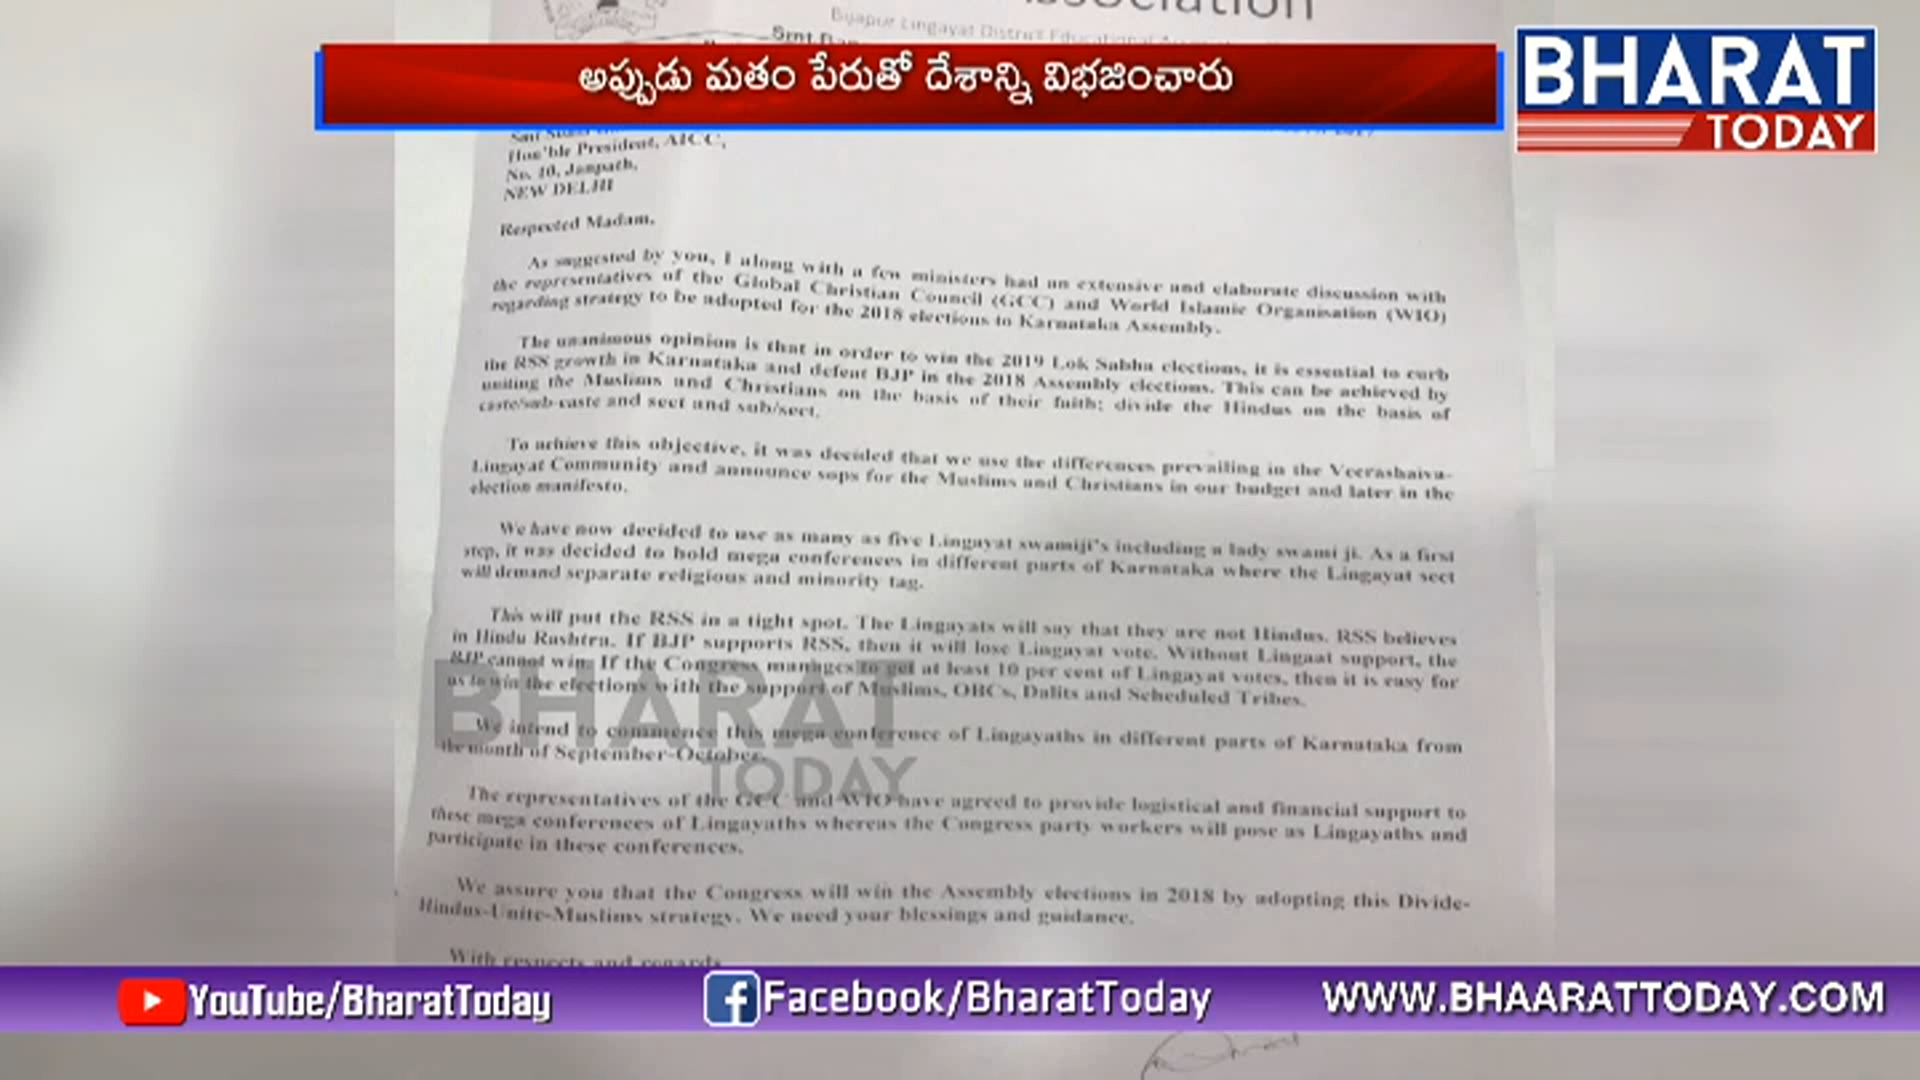 Association
Bijapur Lingayat District Educational
అప్పుడు మతం పేరుతో దేశాన్ని విభజించారు
BHARAT
TODAY
Hon'ble President, AICC,
No. 10, Janpath,
NEW DELHI
Respected Madam,
As suggested by you, I along with a few ministers had an extensive and elaborate discussion with
the representatives of the Global Christian Council (GCC) and World Islamic Organisation (WIO)
regarding strategy to be adopted for the 2018 elections to Karnataka Assembly.
The unanimous opinion is that in order to win the 2019 Lok Sabha elections, it is essential to curb
the RSS growth in Karnataka and defeat BJP in the 2018 Assembly elections. This can be achieved by
uniting the Muslims and Christians on the basis of their faith; divide the Hindus on the basis of
caste/sub-caste and sect and sub/sect.
To achieve this objective, it was decided that we use the differences prevailing in the Veerashaiva-
Lingayat Community and announce sops for the Muslims and Christians in our budget and later in the
election manifesto.
We have now decided to use as many as five Lingayat swamiji's including a lady swami ji. As a first
step, it was decided to hold mega conferences in different parts of Karnataka where the Lingayat sect
will demand separate religious and minority tag.
This will put the RSS in a tight spot. The Lingayats will say that they are not Hindus. RSS believes
in Hindu Rashtra. If BJP supports RSS, then it will lose Lingayat vote. Without Lingaat support, the
BJP cannot win. If the Congress manages to get at least 10 per cent of Lingayat votes, then it is easy for
us to win the elections with the support of Muslims, OBCs, Dalits and Scheduled Tribes.
We intend to commence this mega conference of Lingayaths in different parts of Karnataka from
the month of September-October.
BHARAT
TODAY
The representatives of the GCC and WIO have agreed to provide logistical and financial support to
these mega conferences of Lingayaths whereas the Congress party workers will pose as Lingayaths and
participate in these conferences.
We assure you that the Congress will win the Assembly elections in 2018 by adopting this Divide-
Hindus-Unite-Muslims strategy. We need your blessings and guidance.
With respects and regards
YouTube/BharatToday
Facebook/BharatToday
WWW.BHAARATTODAY.COM